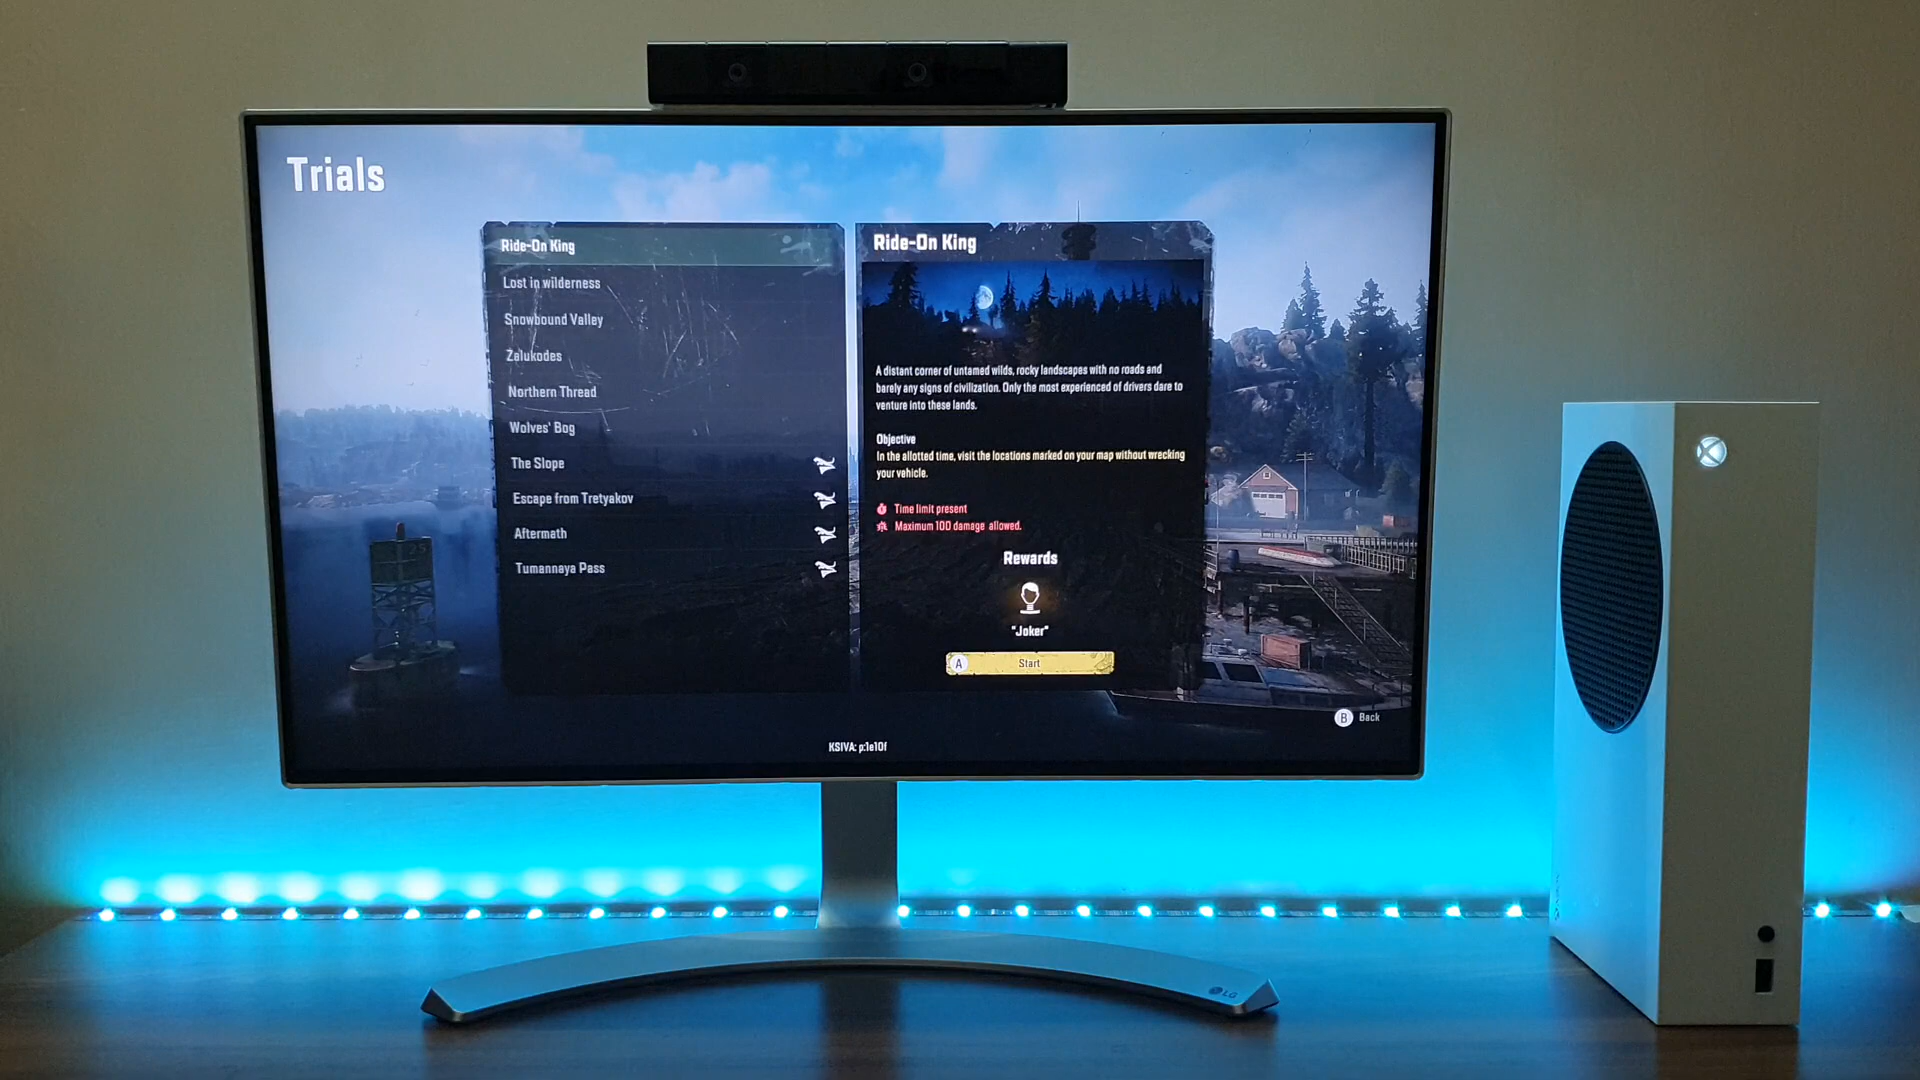 Trials
Ride-On King
Lost in wilderness
Snowbound Valley
Zalukodes
Northern Thread
Wolves' Bog
The Slope
Escape from Tretyakov
Aftermath
Tumannaya Pass
Ride-On King
A distant corner of untamed wilds, rocky landscapes with no roads and
barely any signs of civilization. Only the most experienced of drivers dare to
venture into these lands.
Objective
In the allotted time, visit the locations marked on your map without wrecking
your vehicle.
Time limit present
Maximum 100 damage allowed.
Rewards
"Joker"
A Start
B Back
KSIVA: p:1e10f
25
LG